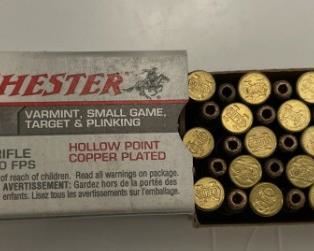 HESTER
VARMINT, SMALL GAME,
TARGET & PLINKING
RIFLE
FPS
HOLLOW POINT
COPPER PLATED
of reach of children. Read all warnings on package.
AVERTISSEMENT: Gardez hors de la portée des
enfants. Lisez tous les avertissements sur l'emballage.